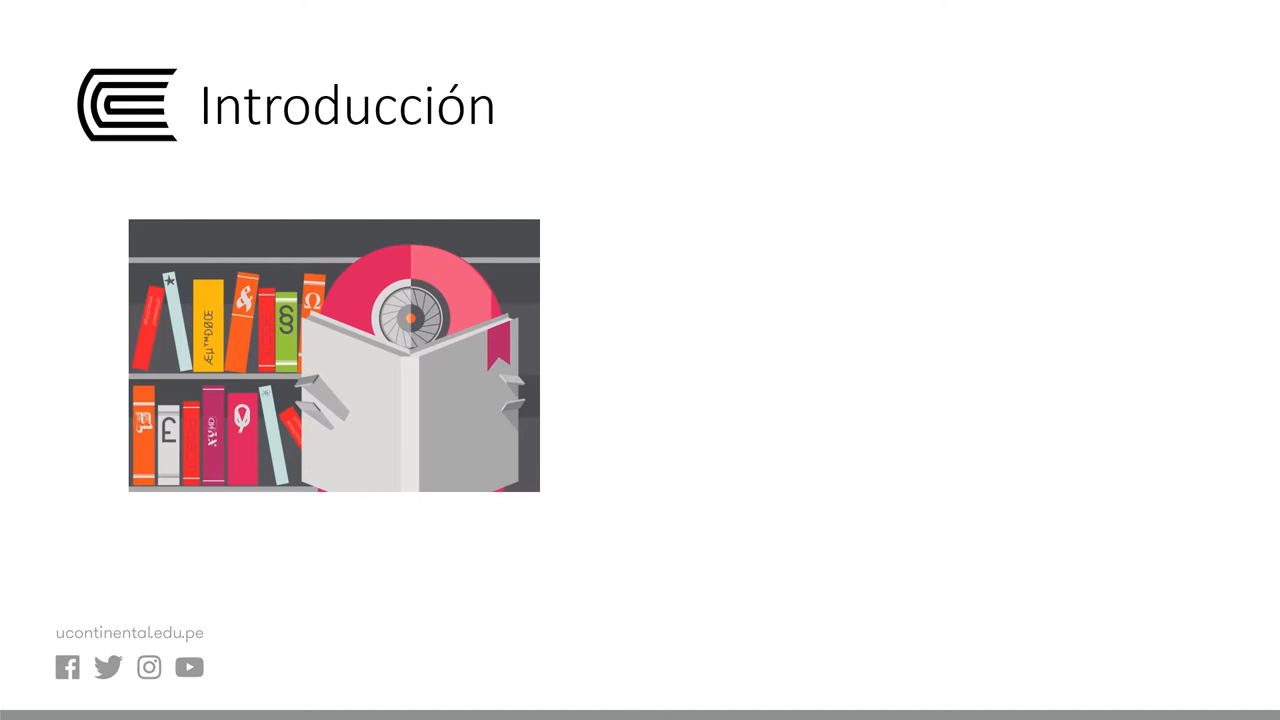 Introducción
Ω
§
£
Q
ucontinental.edu.pe